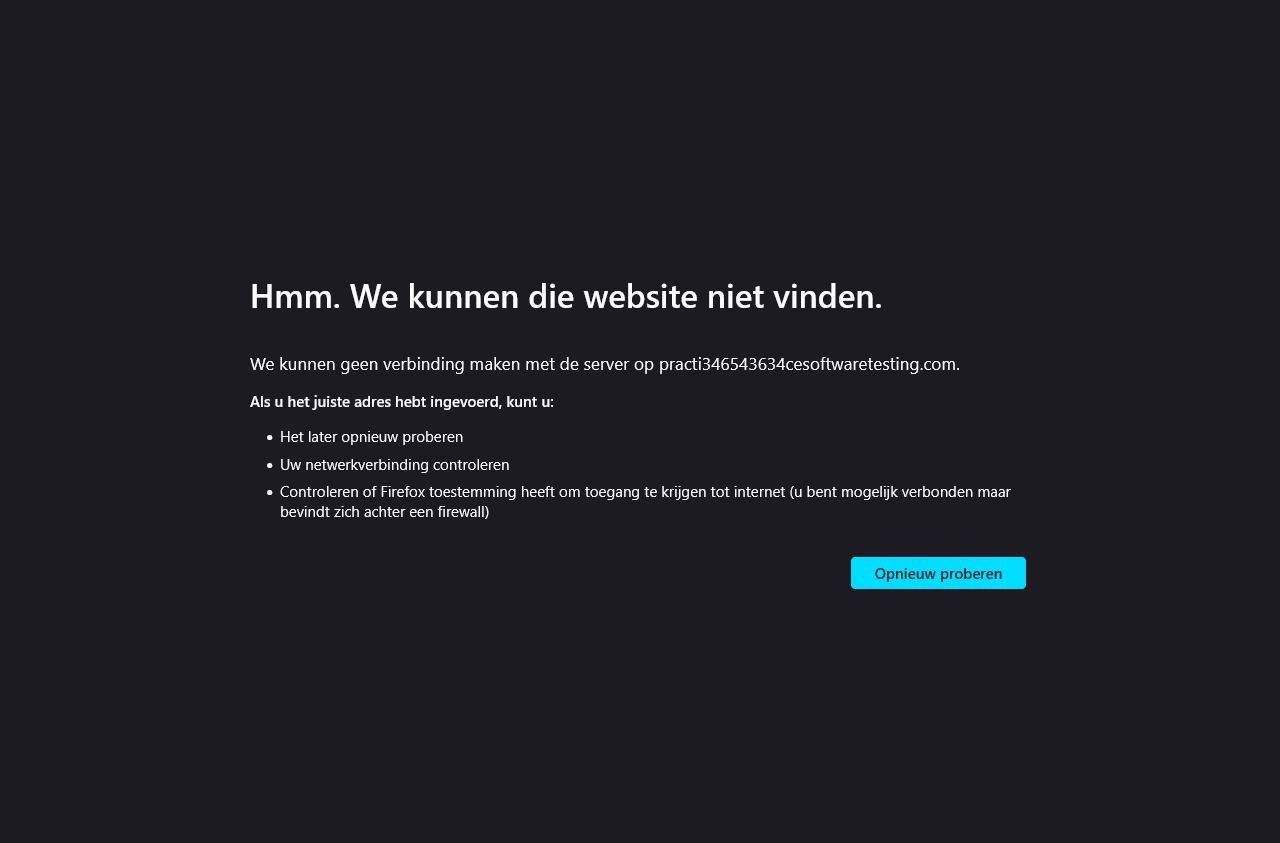 Hmm. We kunnen die website niet vinden.
We kunnen geen verbinding maken met de server op practi346543634cesoftwaretesting.com.
Als u het juiste adres hebt ingevoerd, kunt u:
• Het later opnieuw proberen
• Uw netwerkverbinding controleren
• Controleren of Firefox toestemming heeft om toegang te krijgen tot internet (u bent mogelijk verbonden maar
bevindt zich achter een firewall)
Opnieuw proberen